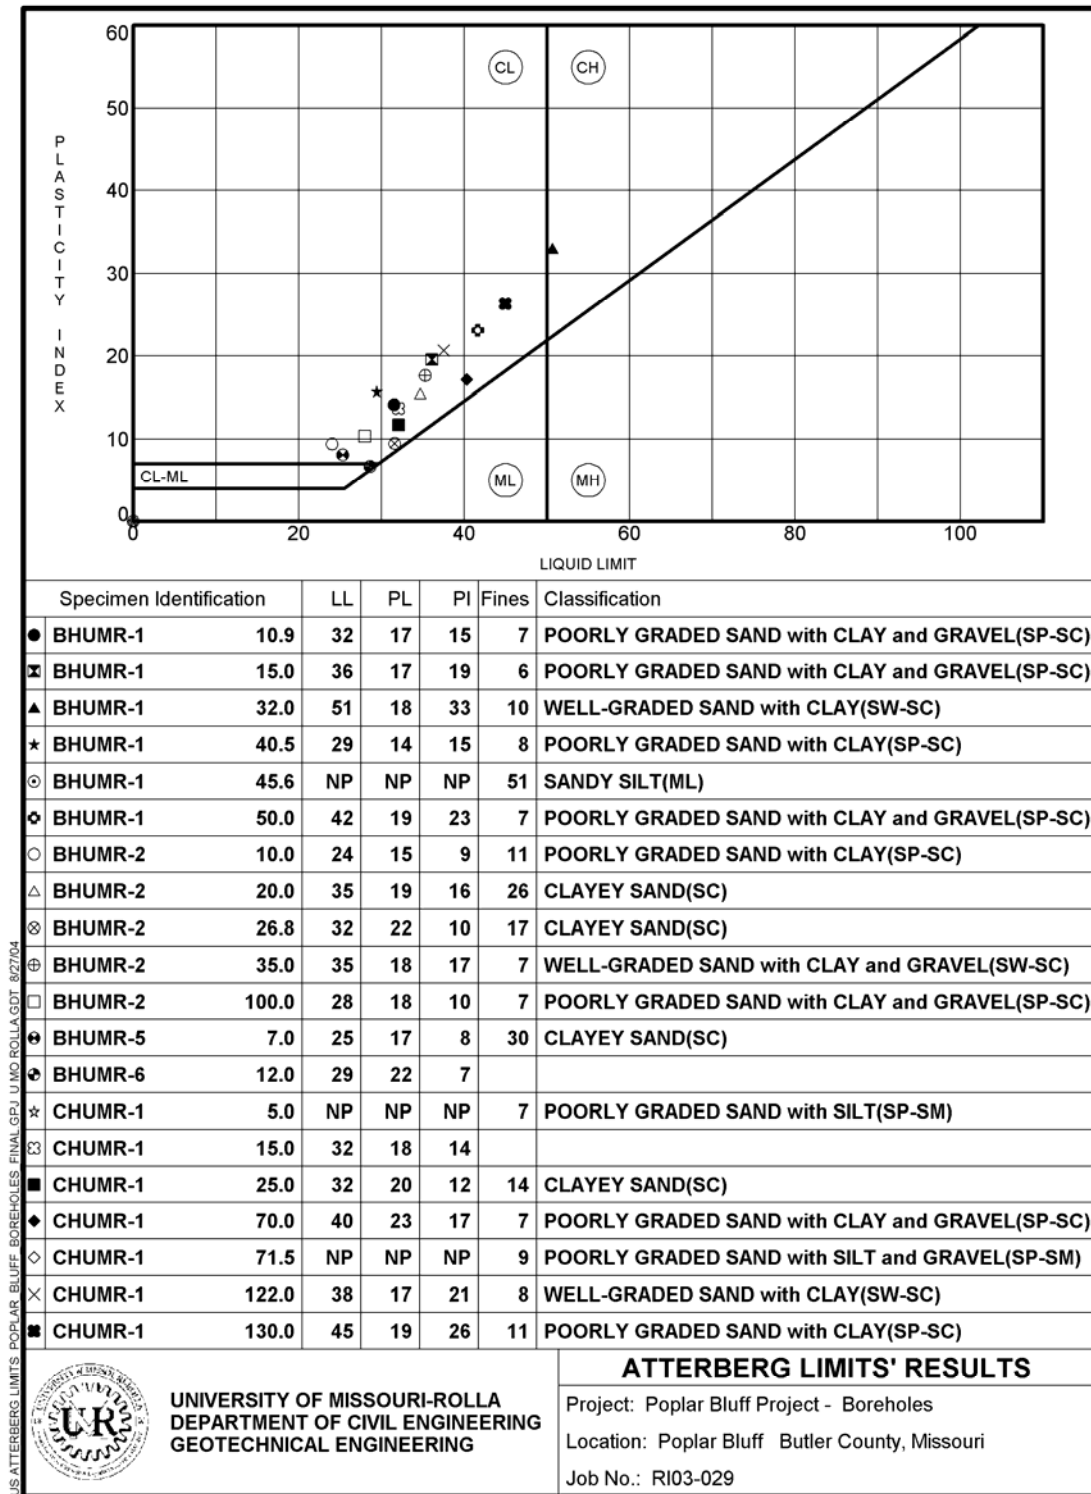 60
50
40
30
20
10
0
PLASTICITY INDEX
CL
CH
CL-ML
ML
MH
0 20 40 60 80 100
LIQUID LIMIT
Specimen Identification LL PL PI Fines Classification
BHUMR-1 10.9 32 17 15 7 POORLY GRADED SAND with CLAY and GRAVEL(SP-SC)
BHUMR-1 15.0 36 17 19 6 POORLY GRADED SAND with CLAY and GRAVEL(SP-SC)
BHUMR-1 32.0 51 18 33 10 WELL-GRADED SAND with CLAY(SW-SC)
BHUMR-1 40.5 29 14 15 8 POORLY GRADED SAND with CLAY(SP-SC)
BHUMR-1 45.6 NP NP NP 51 SANDY SILT(ML)
BHUMR-1 50.0 42 19 23 7 POORLY GRADED SAND with CLAY and GRAVEL(SP-SC)
BHUMR-2 10.0 24 15 9 11 POORLY GRADED SAND with CLAY(SP-SC)
BHUMR-2 20.0 35 19 16 26 CLAYEY SAND(SC)
BHUMR-2 26.8 32 22 10 17 CLAYEY SAND(SC)
BHUMR-2 35.0 35 18 17 7 WELL-GRADED SAND with CLAY and GRAVEL(SW-SC)
BHUMR-2 100.0 28 18 10 7 POORLY GRADED SAND with CLAY and GRAVEL(SP-SC)
BHUMR-5 7.0 25 17 8 30 CLAYEY SAND(SC)
BHUMR-6 12.0 29 22 7
CHUMR-1 5.0 NP NP NP 7 POORLY GRADED SAND with SILT(SP-SM)
CHUMR-1 15.0 32 18 14
CHUMR-1 25.0 32 20 12 14 CLAYEY SAND(SC)
CHUMR-1 70.0 40 23 17 7 POORLY GRADED SAND with CLAY and GRAVEL(SP-SC)
CHUMR-1 71.5 NP NP NP 9 POORLY GRADED SAND with SILT and GRAVEL(SP-SM)
CHUMR-1 122.0 38 17 21 8 WELL-GRADED SAND with CLAY(SW-SC)
CHUMR-1 130.0 45 19 26 11 POORLY GRADED SAND with CLAY(SP-SC)
US ATTERBERG LIMITS POPLAR BLUFF BOREHOLES FINAL.GPJ U MO ROLLA.GDT 8/27/04
UR
UNIVERSITY OF MISSOURI-ROLLA
DEPARTMENT OF CIVIL ENGINEERING
GEOTECHNICAL ENGINEERING
ATTERBERG LIMITS' RESULTS
Project: Poplar Bluff Project - Boreholes
Location: Poplar Bluff Butler County, Missouri
Job No.: RI03-029